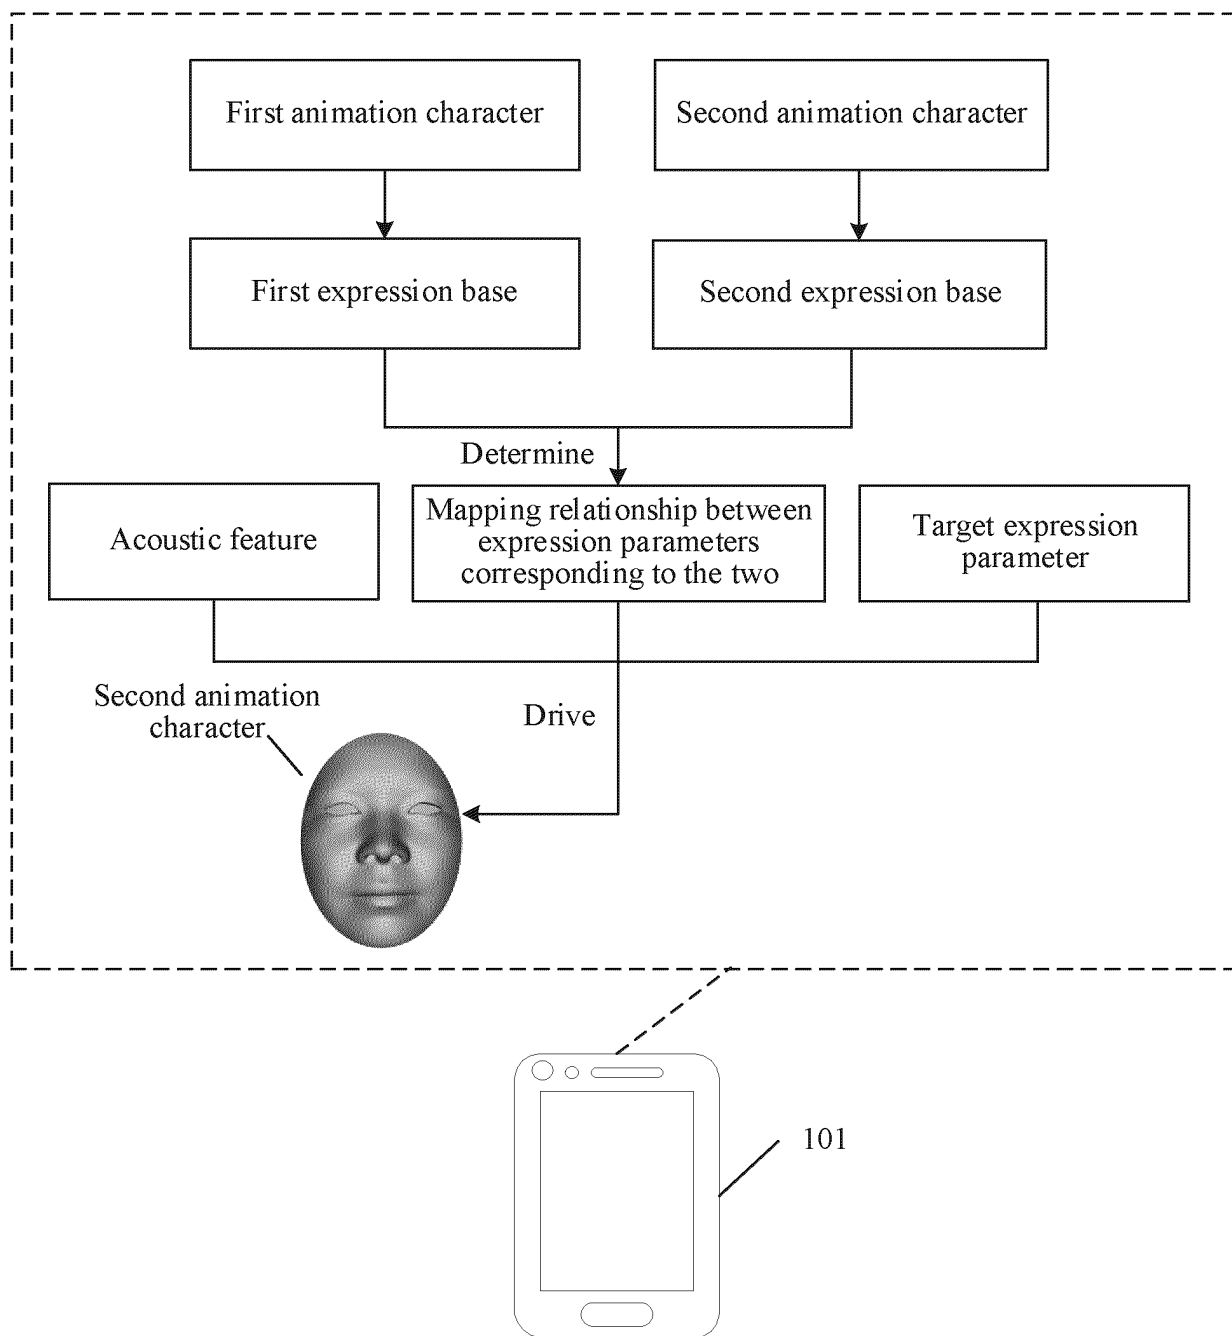 First animation character
Second animation character
First expression base
Second expression base
Determine
Acoustic feature
Mapping relationship between
expression parameters
corresponding to the two
Target expression
parameter
Second animation
character
Drive
101